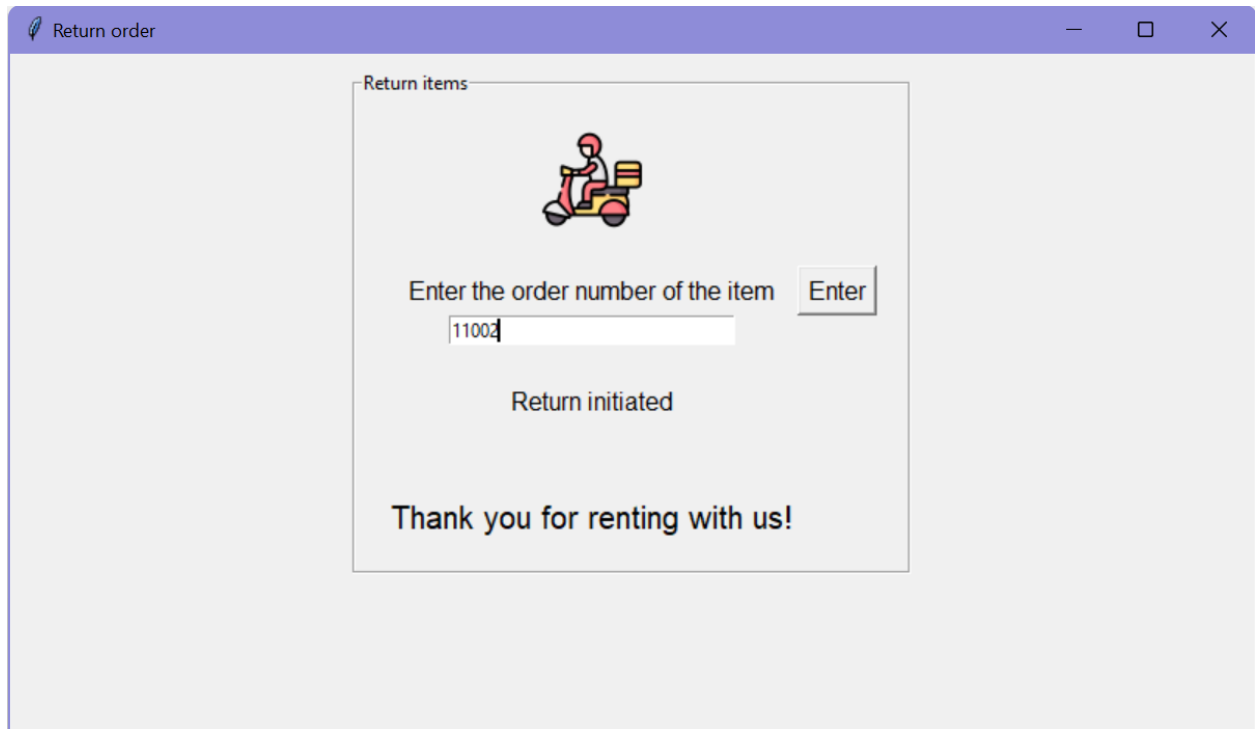 Return order
Return items
Enter the order number of the item
Enter
11002
Return initiated
Thank you for renting with us!